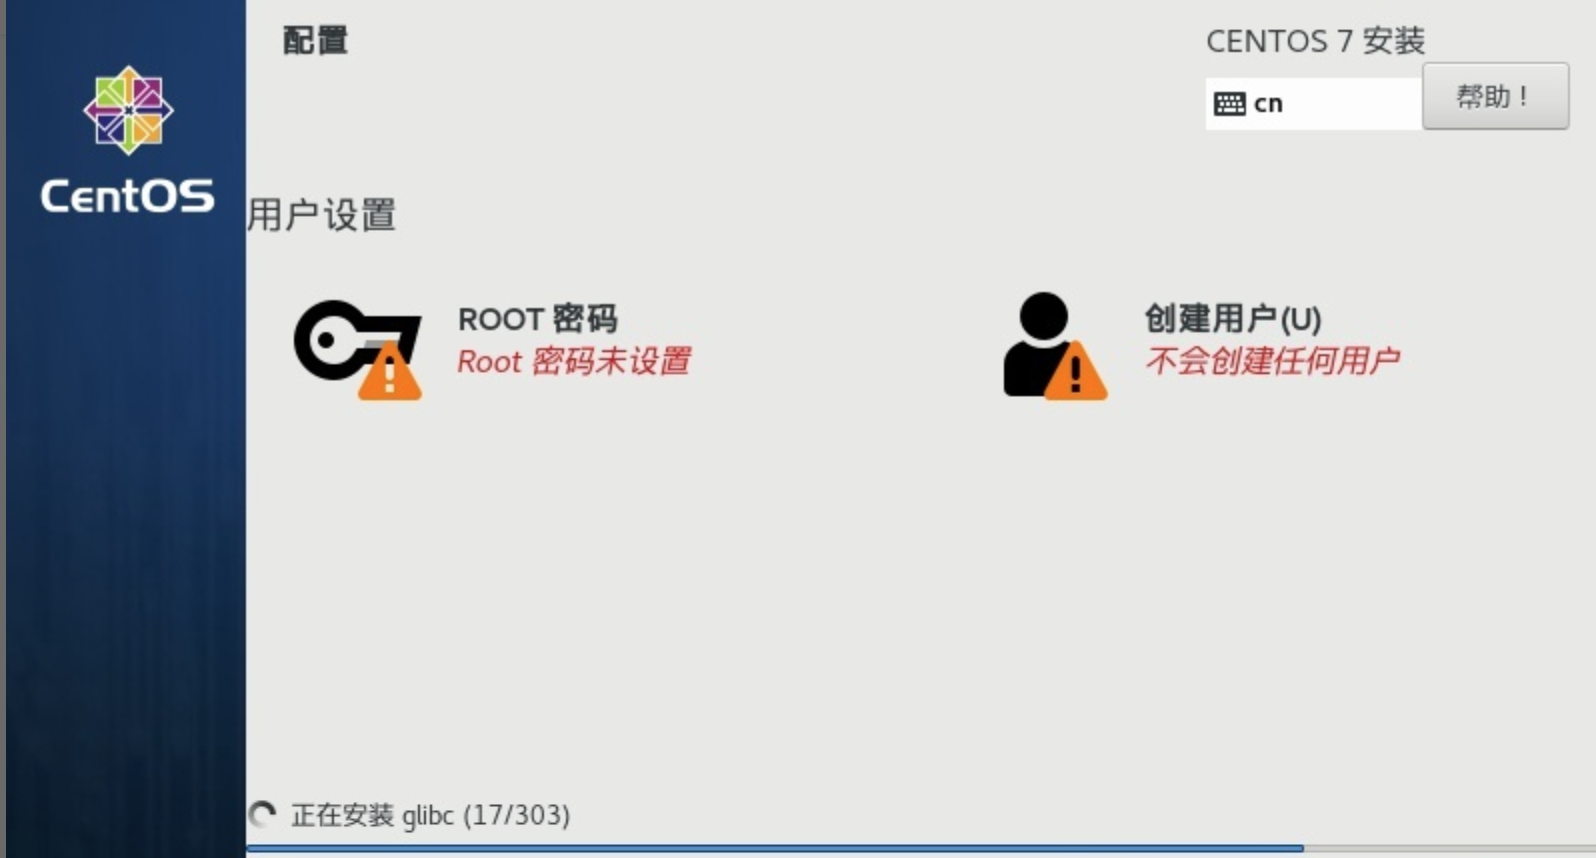 配置
CENTOS 7 安装
cn
帮助！
CentOS
用户设置
ROOT 密码
Root 密码未设置
创建用户(U)
不会创建任何用户
正在安装 glibc (17/303)